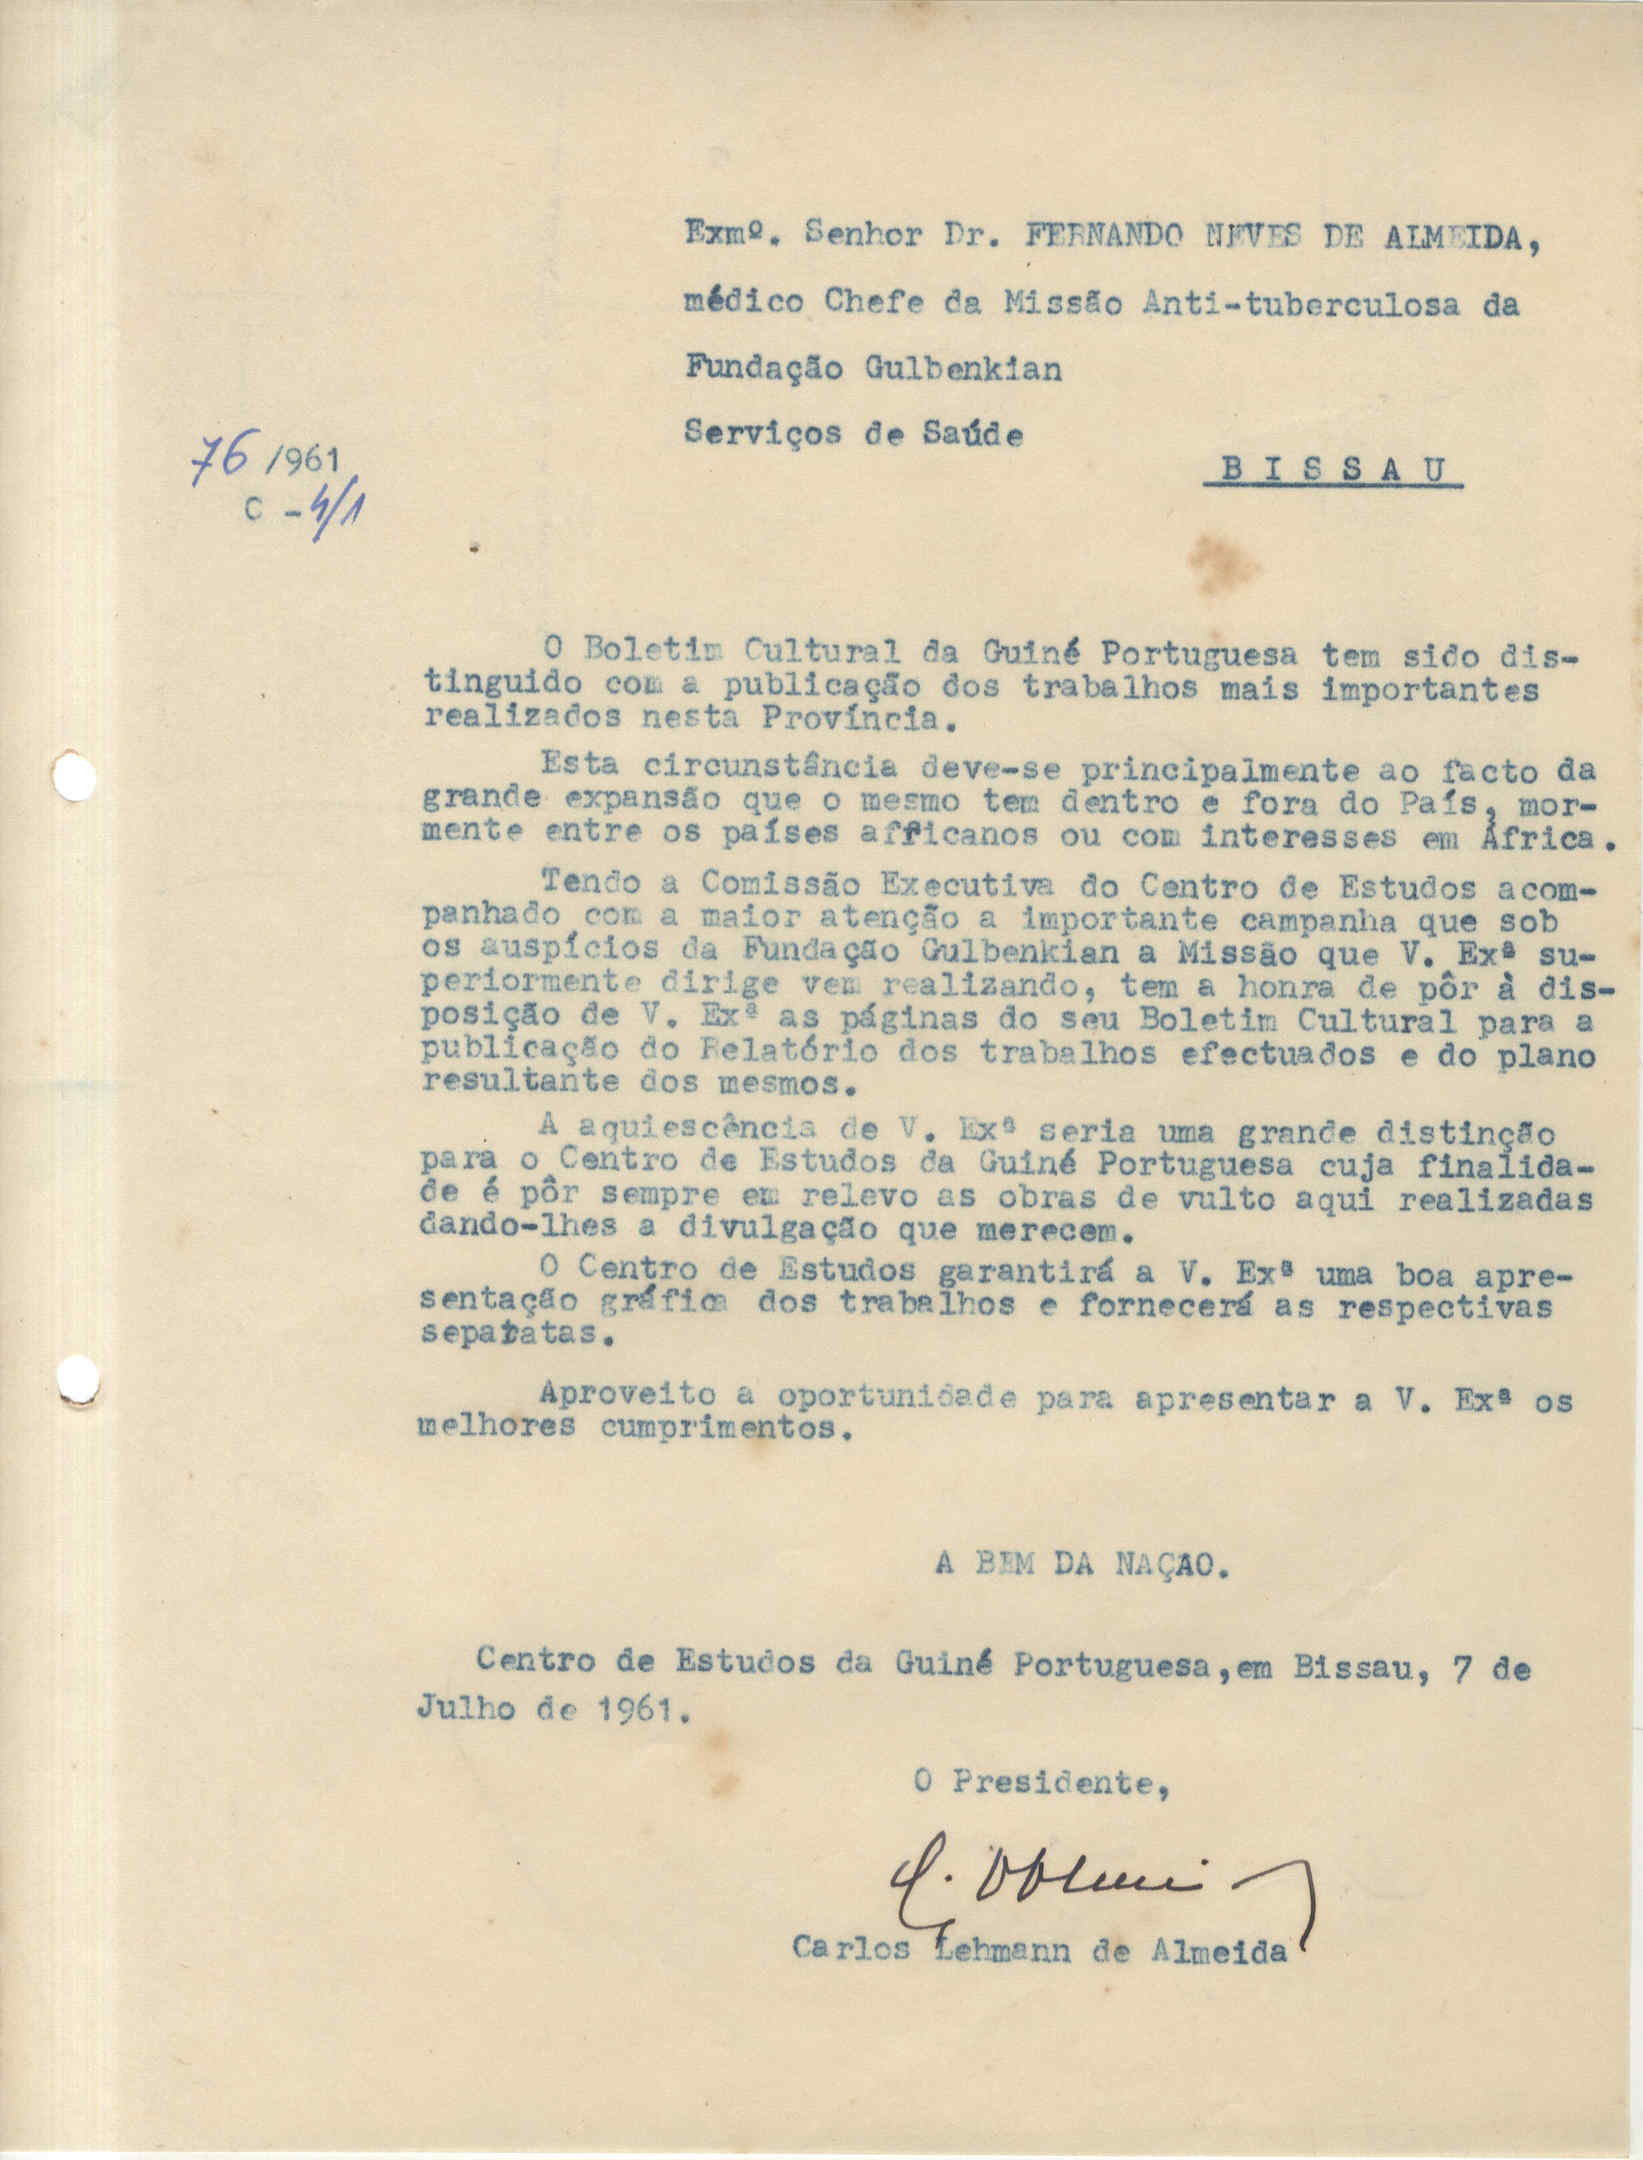 Exmº. Senhor Dr. FERNANDO NEVES DE ALMEIDA,
médico Chefe da Missão Anti-tuberculosa da
Fundação Gulbenkian
Serviços de Saúde
B I S S A U
76 /961
C - 4/1
O Boletim Cultural da Guiné Portuguesa tem sido dis-
tinguido com a publicação dos trabalhos mais importantes
realizados nesta Província.
Esta circunstância deve-se principalmente ao facto da
grande expansão que o mesmo tem dentro e fora do País, mor-
mente entre os países africanos ou com interesses em África.
Tendo a Comissão Executiva do Centro de Estudos acom-
panhado com a maior atenção a importante campanha que sob
os auspícios da Fundação Gulbenkian a Missão que V. Exª su-
periormente dirige vem realizando, tem a honra de pôr à dis-
posição de V. Exª as páginas do seu Boletim Cultural para a
publicação do Relatório dos trabalhos efectuados e do plano
resultante dos mesmos.
A aquiescência de V. Exª seria uma grande distinção
para o Centro de Estudos da Guiné Portuguesa cuja finalida-
de é pôr sempre em relevo as obras de vulto aqui realizadas
dando-lhes a divulgação que merecem.
O Centro de Estudos garantirá a V. Exª uma boa apre-
sentação gráfica dos trabalhos e fornecerá as respectivas
separatas.
Aproveito a oportunidade para apresentar a V. Exª os
melhores cumprimentos.
A BEM DA NAÇAO.
Centro de Estudos da Guiné Portuguesa,em Bissau, 7 de
Julho de 1961.
O Presidente,
Carlos Lehmann de Almeida